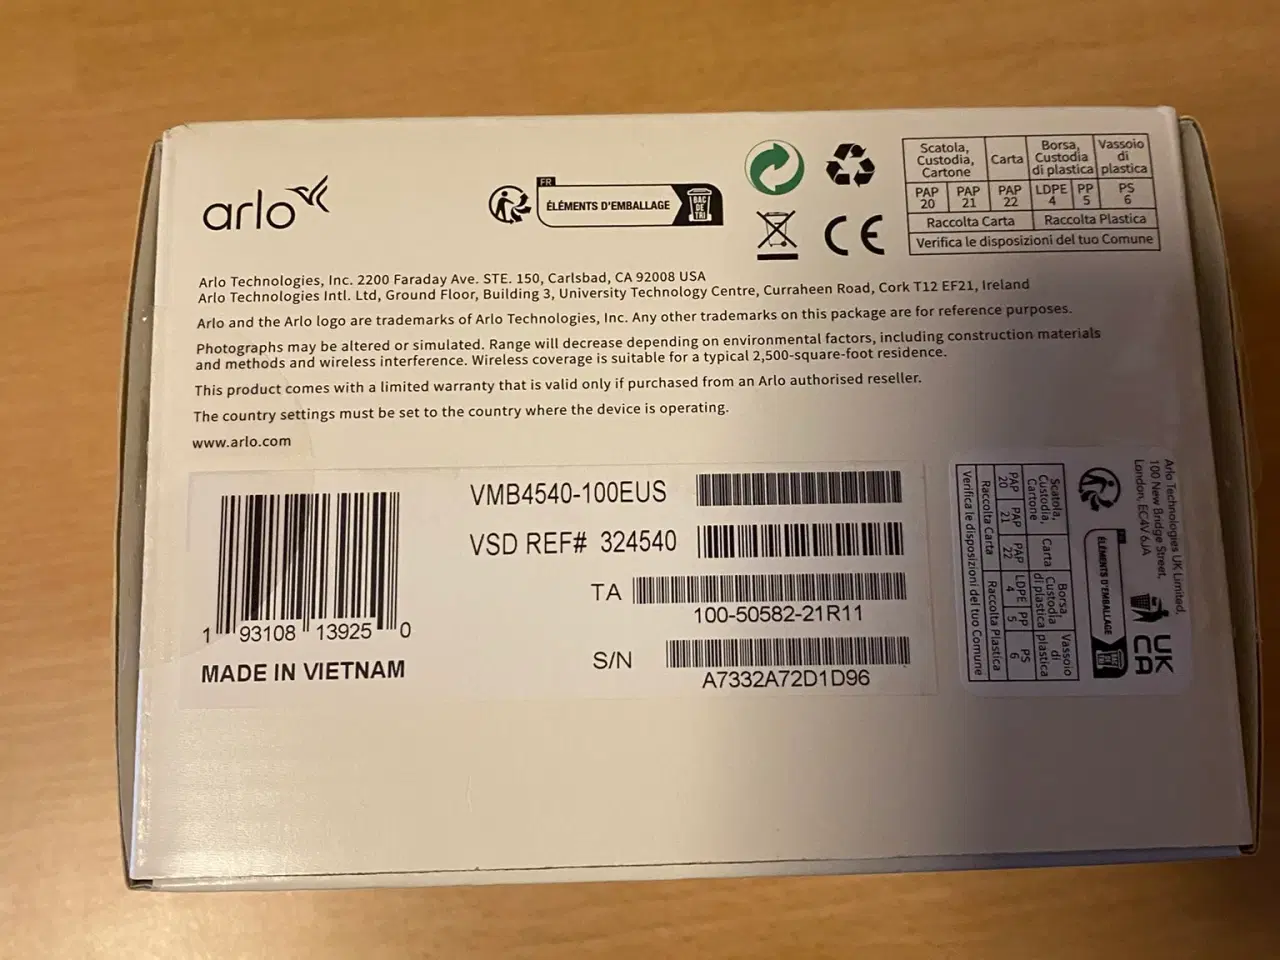 arlo
FR
ÉLÉMENTS D'EMBALLAGE
BAC DE TRI
CE
Scatola, Custodia, Cartone
Carta
Borsa, Custodia di plastica
Vassoio di plastica
PAP 20
PAP 21
PAP 22
LDPE 4
PP 5
PS 6
Raccolta Carta
Raccolta Plastica
Verifica le disposizioni del tuo Comune
Arlo Technologies, Inc. 2200 Faraday Ave. STE. 150, Carlsbad, CA 92008 USA
Arlo Technologies Intl. Ltd, Ground Floor, Building 3, University Technology Centre, Curraheen Road, Cork T12 EF21, Ireland
Arlo and the Arlo logo are trademarks of Arlo Technologies, Inc. Any other trademarks on this package are for reference purposes.
Photographs may be altered or simulated. Range will decrease depending on environmental factors, including construction materials
and methods and wireless interference. Wireless coverage is suitable for a typical 2,500-square-foot residence.
This product comes with a limited warranty that is valid only if purchased from an Arlo authorised reseller.
The country settings must be set to the country where the device is operating.
www.arlo.com
1 93108 13925 0
MADE IN VIETNAM
VMB4540-100EUS
VSD REF# 324540
TA
100-50582-21R11
S/N
A7332A72D1D96
Arlo Technologies UK Limited,
100 New Bridge Street,
London, EC4V 6JA
UK
CA
ÉLÉMENTS D'EMBALLAGE
Scatola, Custodia, Cartone
Carta
Borsa, Custodia di plastica
Vassoio di plastica
PAP 20
PAP 21
PAP 22
LDPE 4
PP 5
PS 6
Raccolta Carta
Raccolta Plastica
Verifica le disposizioni del tuo Comune